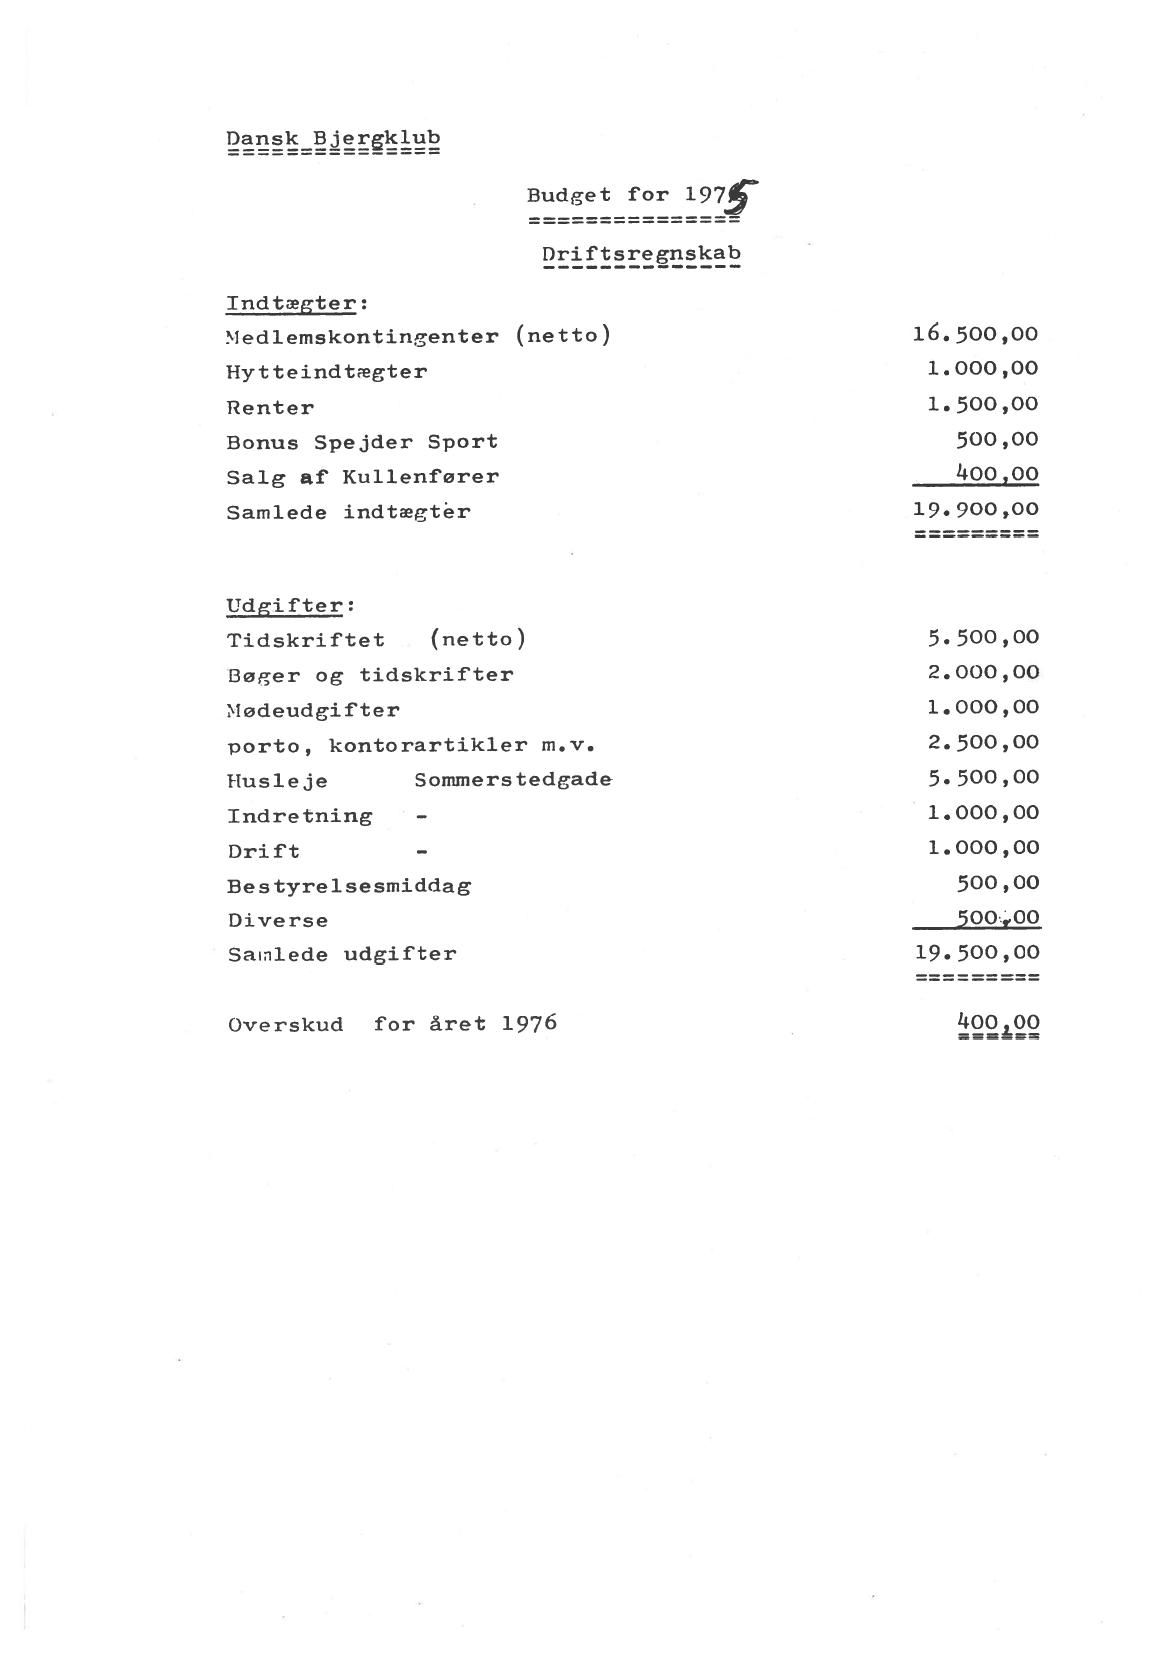 Dansk Bjergklub
Budget for 1975
Driftsregnskab
Indtægter:
Medlemskontingenter (netto) 16.500,00
Hytteindtægter 1.000,00
Renter 1.500,00
Bonus Spejder Sport 500,00
Salg af Kullenfører 400,00
Samlede indtægter 19.900,00
Udgifter:
Tidskriftet (netto) 5.500,00
Bøger og tidskrifter 2.000,00
Mødeudgifter 1.000,00
porto, kontorartikler m.v. 2.500,00
Husleje Sommerstedgade 5.500,00
Indretning - 1.000,00
Drift - 1.000,00
Bestyrelsesmiddag 500,00
Diverse 500,00
Samlede udgifter 19.500,00
Overskud for året 1976 400,00